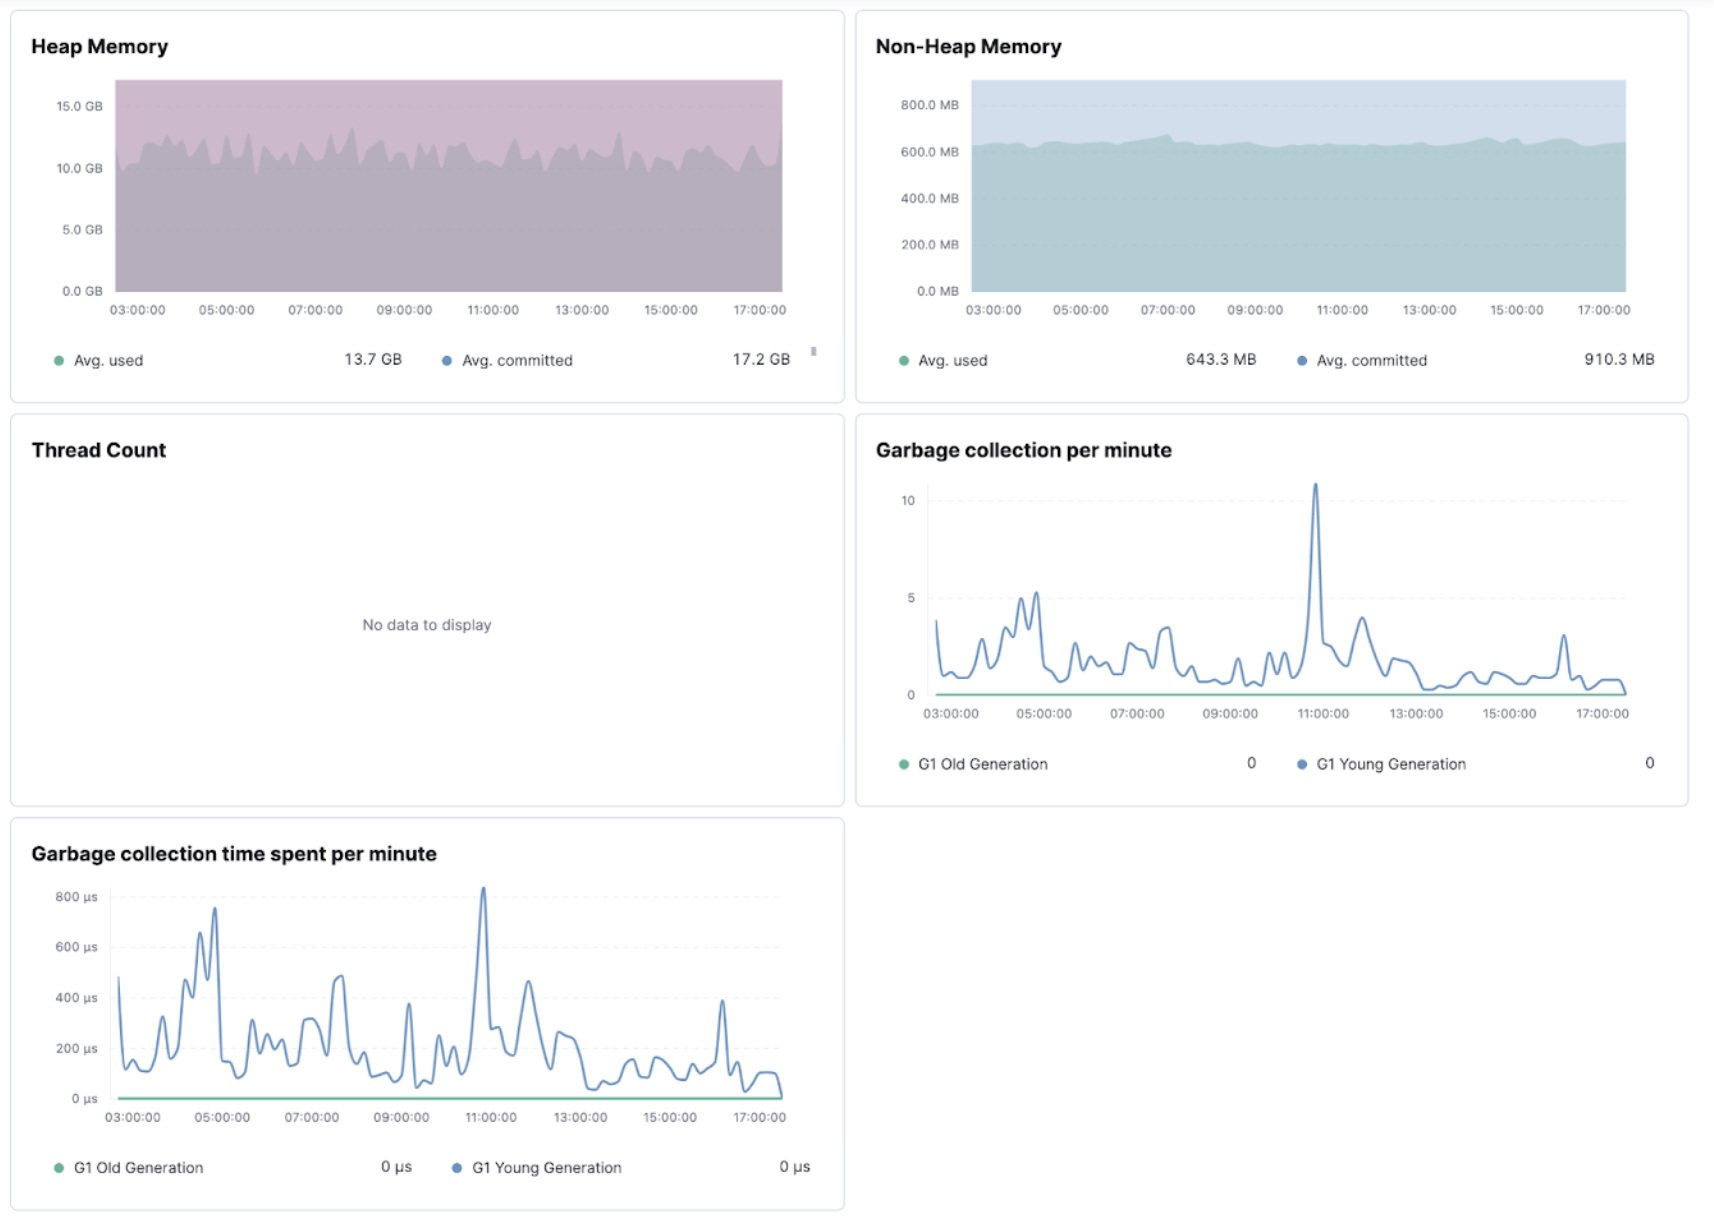 Heap Memory
15.0 GB
10.0 GB
5.0 GB
0.0 GB
03:00:00 05:00:00 07:00:00 09:00:00 11:00:00 13:00:00 15:00:00 17:00:00
Avg. used 13.7 GB Avg. committed 17.2 GB
Non-Heap Memory
800.0 MB
600.0 MB
400.0 MB
200.0 MB
0.0 MB
03:00:00 05:00:00 07:00:00 09:00:00 11:00:00 13:00:00 15:00:00 17:00:00
Avg. used 643.3 MB Avg. committed 910.3 MB
Thread Count
No data to display
Garbage collection per minute
10
5
0
03:00:00 05:00:00 07:00:00 09:00:00 11:00:00 13:00:00 15:00:00 17:00:00
G1 Old Generation 0 G1 Young Generation 0
Garbage collection time spent per minute
800 μs
600 μs
400 μs
200 μs
0 μs
03:00:00 05:00:00 07:00:00 09:00:00 11:00:00 13:00:00 15:00:00 17:00:00
G1 Old Generation 0 μs G1 Young Generation 0 μs